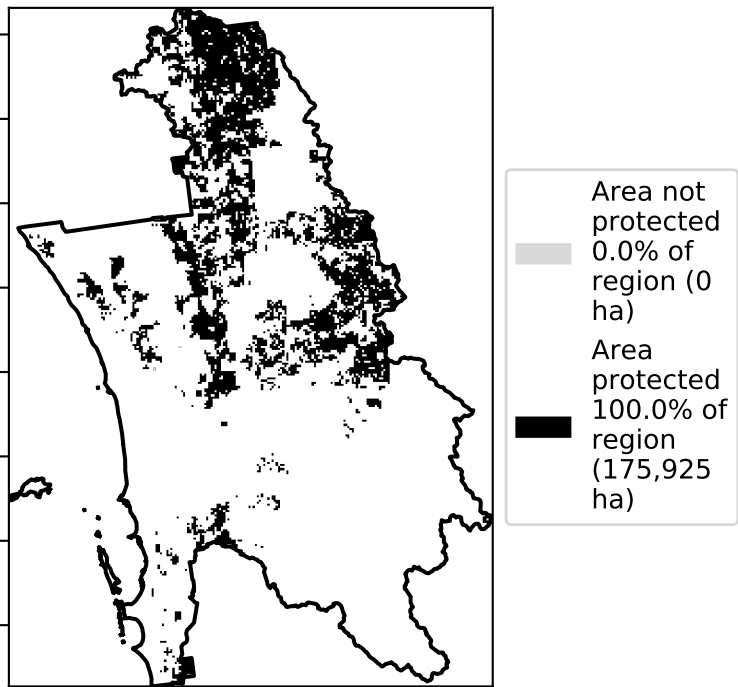 Area not
protected
0.0% of
region (0
ha)
Area
protected
100.0% of
region
(175,925
ha)